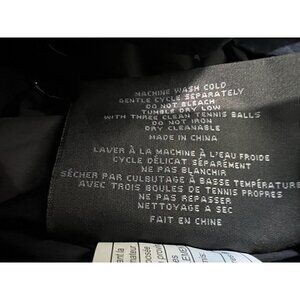 MACHINE WASH COLD
GENTLE CYCLE SEPARATELY
DO NOT BLEACH
TUMBLE DRY LOW
WITH THREE CLEAN TENNIS BALLS
DO NOT IRON
DRY CLEANABLE
MADE IN CHINA
LAVER À LA MACHINE À L'EAU FROIDE
CYCLE DÉLICAT SÉPARÉMENT
NE PAS BLANCHIR
SÉCHER PAR CULBUTAGE À BASSE TEMPÉRATURE
AVEC TROIS BOULES DE TENNIS PROPRES
NE PAS REPASSER
NETTOYAGE À SEC
FAIT EN CHINE